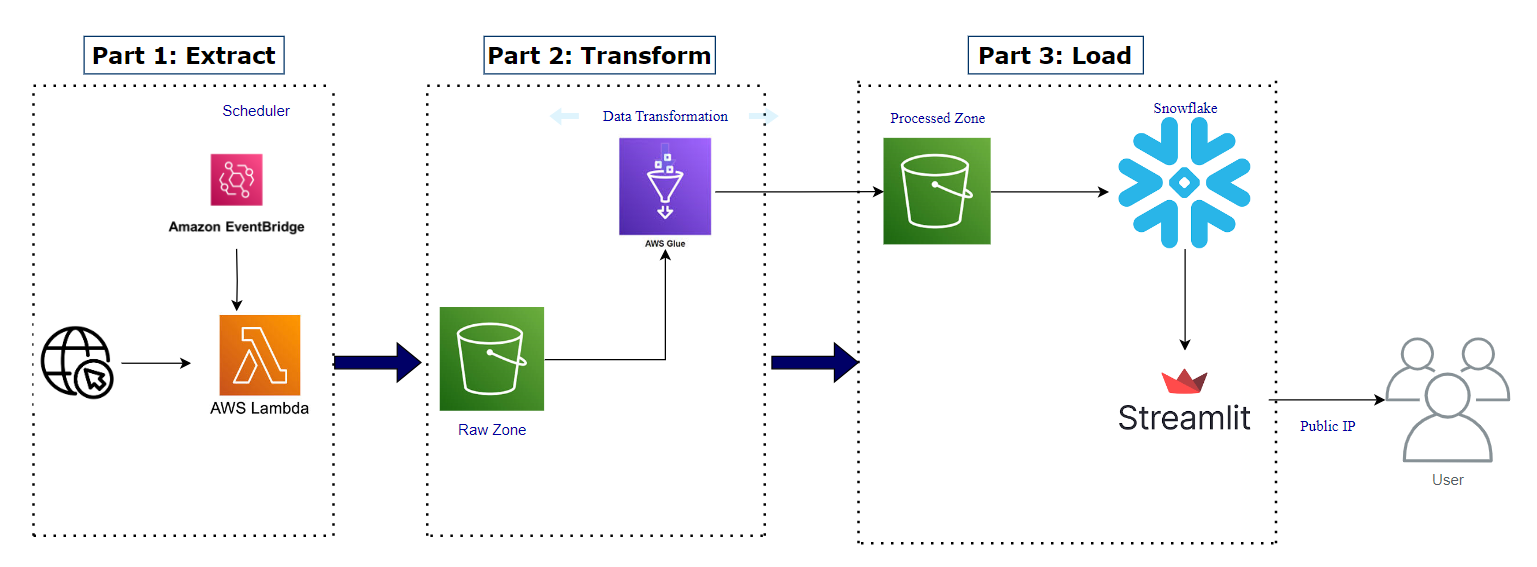 Part 1: Extract
Part 2: Transform
Part 3: Load
Scheduler
Amazon EventBridge
AWS Lambda
Data Transformation
AWS Glue
Raw Zone
Processed Zone
Snowflake
Streamlit
Public IP
User